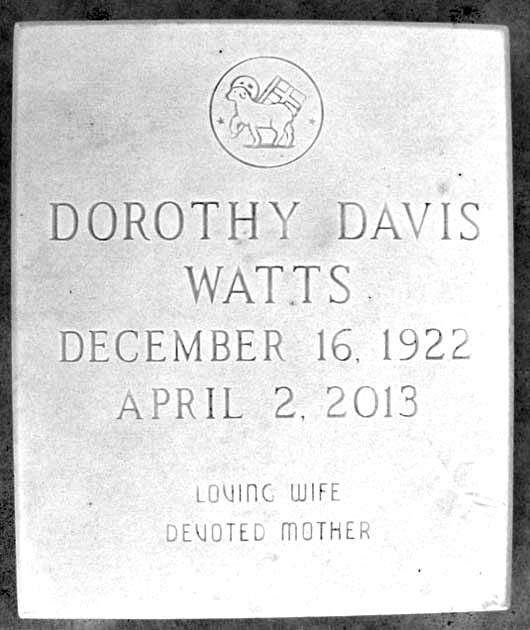 DOROTHY DAVIS
WATTS
DECEMBER 16, 1922
APRIL 2, 2013
LOVING WIFE
DEVOTED MOTHER